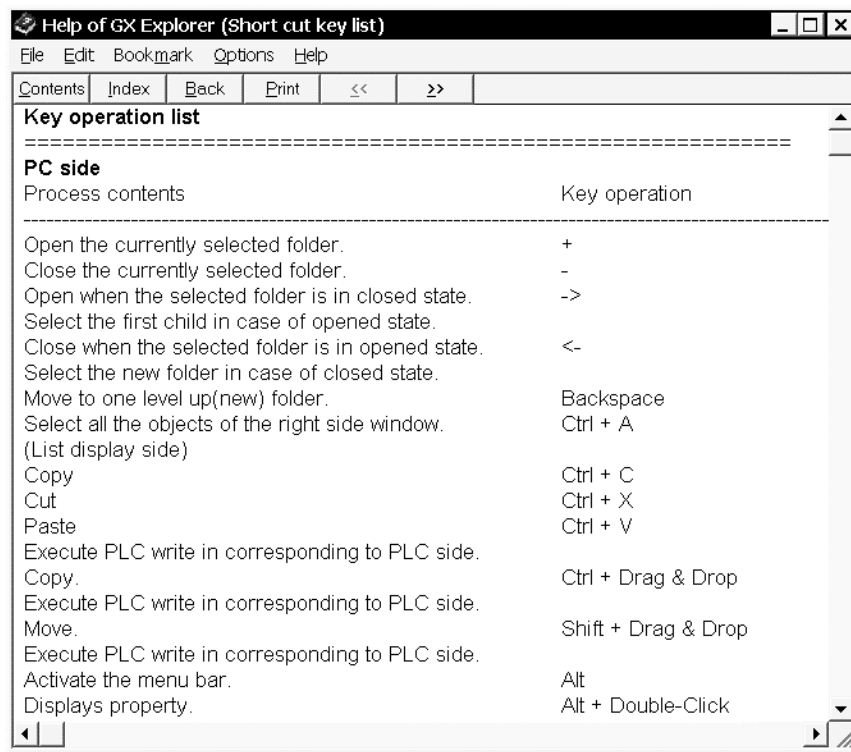 Help of GX Explorer (Short cut key list)
File Edit Bookmark Options Help
Contents Index Back Print << >>
Key operation list
===========================================================
PC side
Process contents Key operation
--------------------------------------------------------------------------------------------------------------
Open the currently selected folder. +
Close the currently selected folder. -
Open when the selected folder is in closed state. ->
Select the first child in case of opened state.
Close when the selected folder is in opened state. <-
Select the new folder in case of closed state.
Move to one level up(new) folder. Backspace
Select all the objects of the right side window. Ctrl + A
(List display side)
Copy Ctrl + C
Cut Ctrl + X
Paste Ctrl + V
Execute PLC write in corresponding to PLC side.
Copy. Ctrl + Drag & Drop
Execute PLC write in corresponding to PLC side.
Move. Shift + Drag & Drop
Execute PLC write in corresponding to PLC side.
Activate the menu bar. Alt
Displays property. Alt + Double-Click